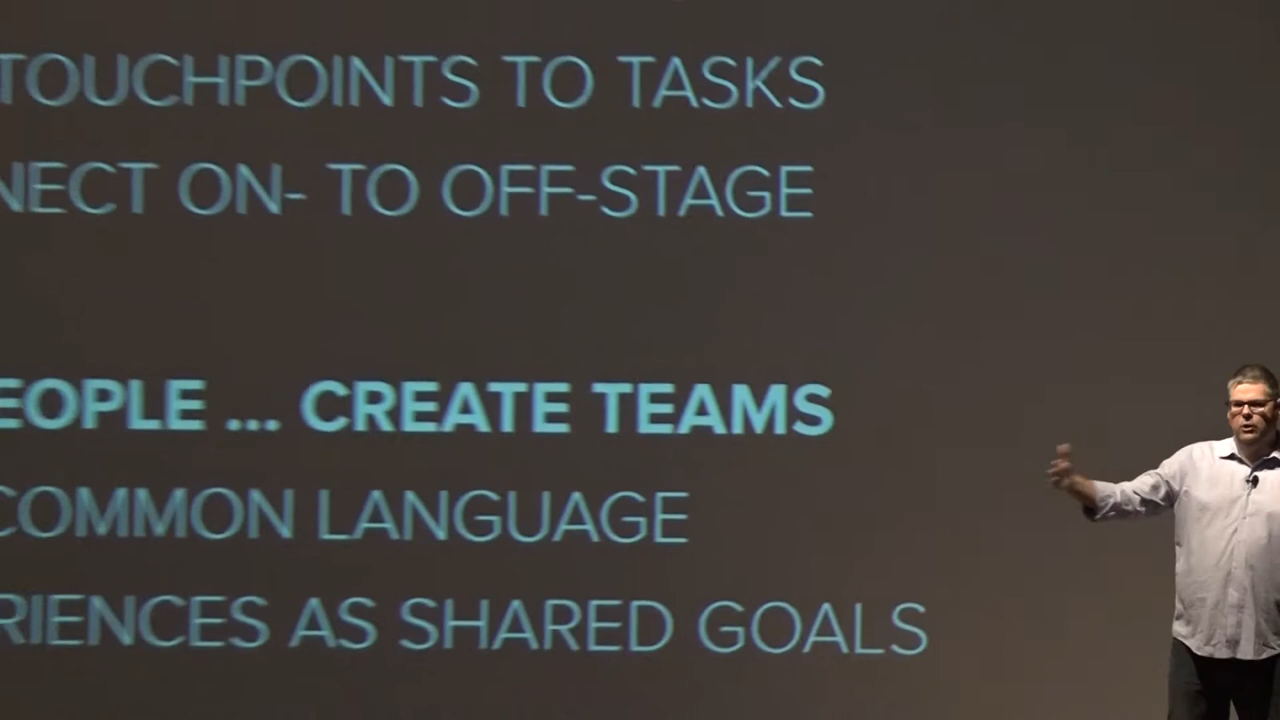 TOUCHPOINTS TO TASKS
NECT ON- TO OFF-STAGE
EOPLE ... CREATE TEAMS
COMMON LANGUAGE
RIENCES AS SHARED GOALS